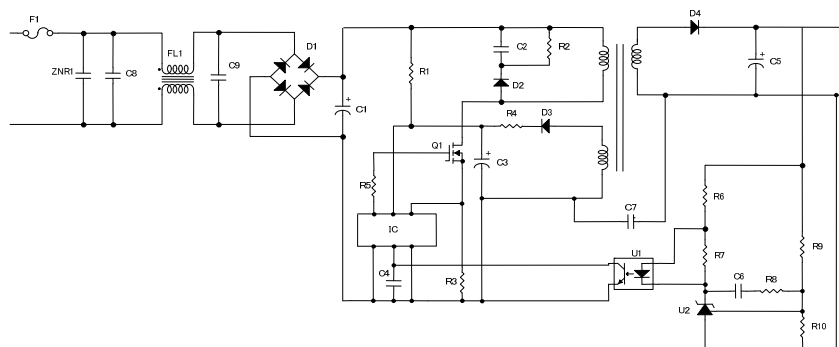 F1
FL1
ZNR1
C8
C9
D1
C1
R1
C2
R2
D2
D3
R4
Q1
C3
R5
IC
C4
R3
D4
C5
C7
U1
R6
R7
C6
R8
R9
U2
R10
+
+
+